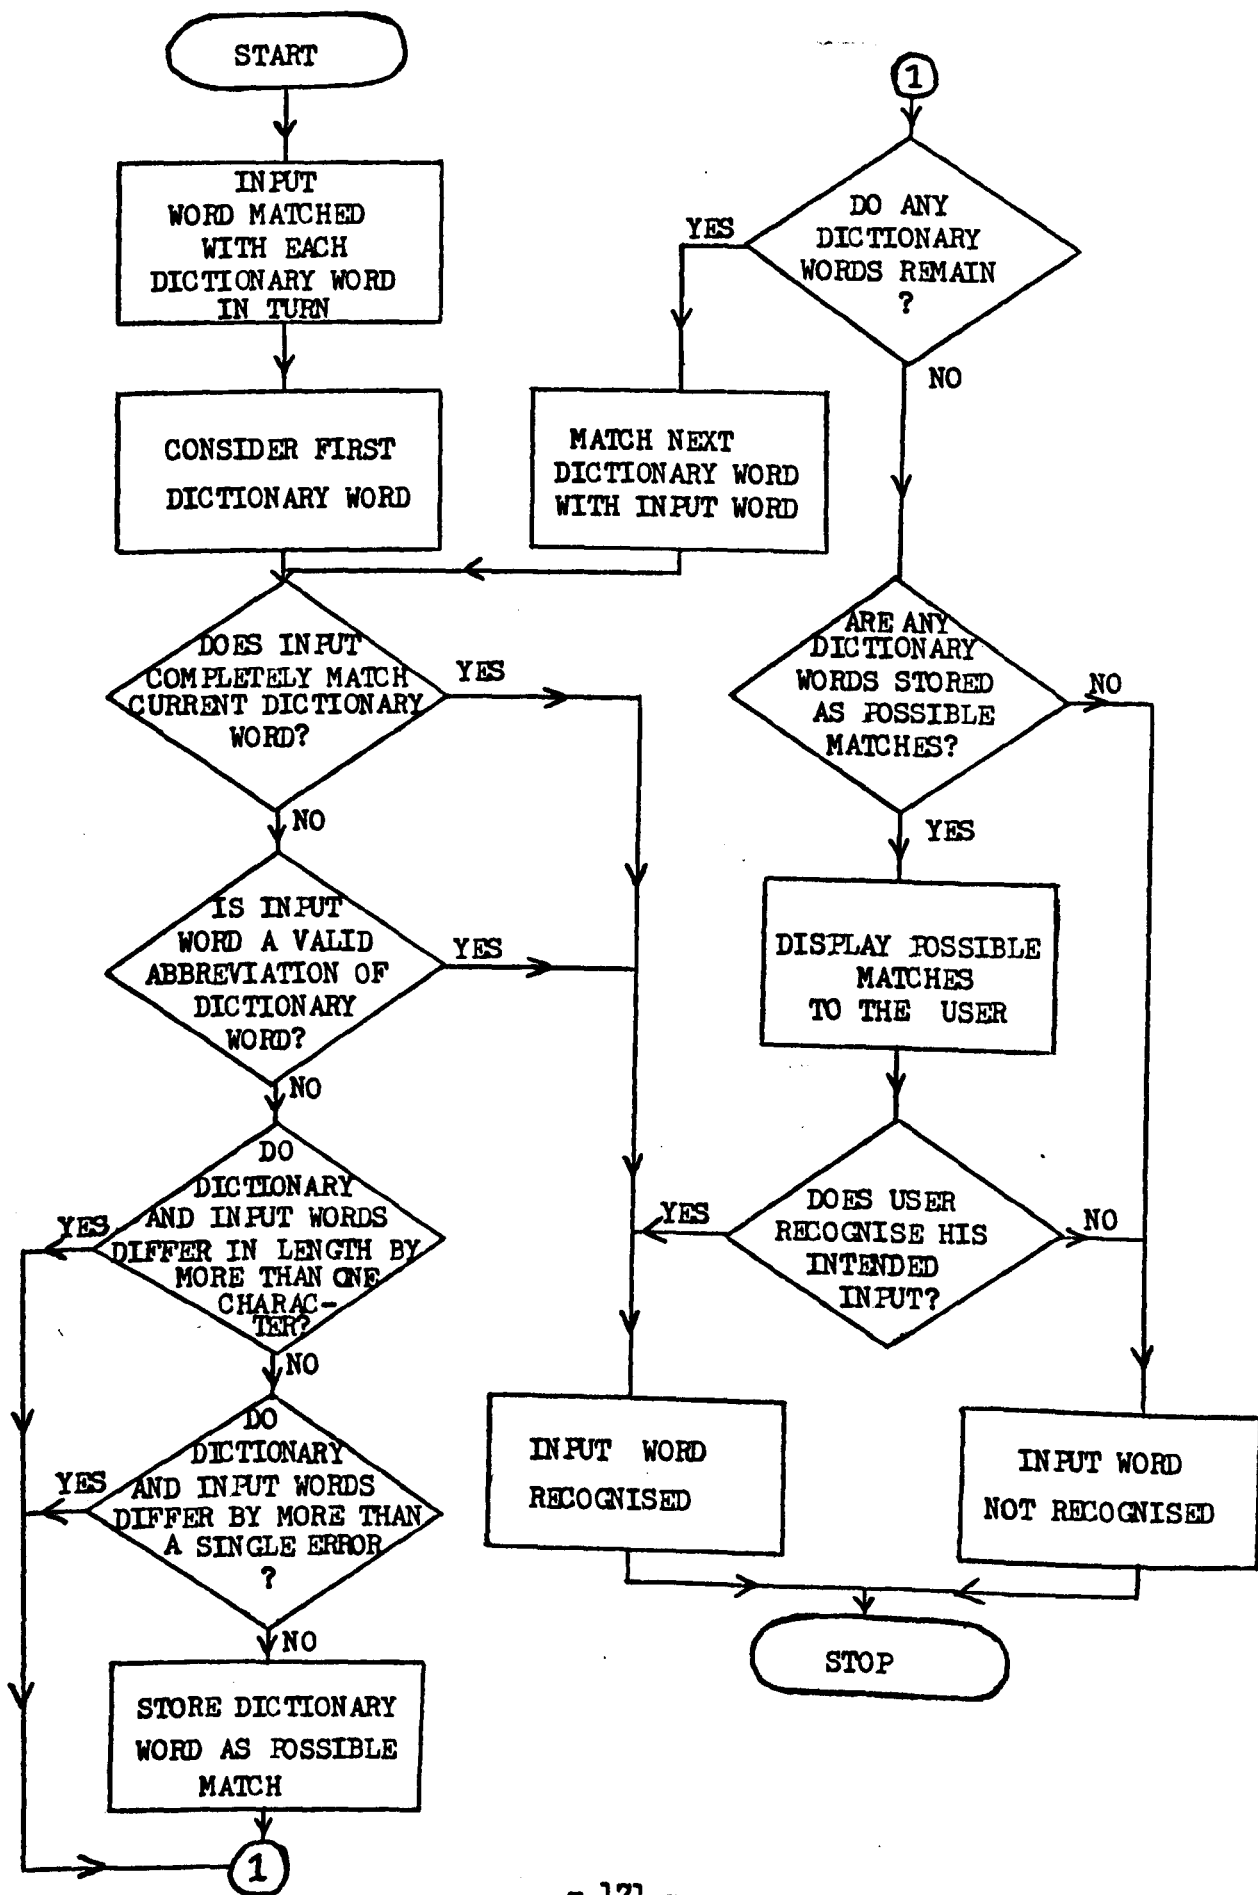 START
INPUT
WORD MATCHED
WITH EACH
DICTIONARY WORD
IN TURN
CONSIDER FIRST
DICTIONARY WORD
DOES INPUT
COMPLETELY MATCH
CURRENT DICTIONARY
WORD?
YES
NO
IS INPUT
WORD A VALID
ABBREVIATION OF
DICTIONARY
WORD?
YES
NO
DO
DICTIONARY
AND INPUT WORDS
DIFFER IN LENGTH BY
MORE THAN ONE
CHARAC-
TER?
YES
NO
DO
DICTIONARY
AND INPUT WORDS
DIFFER BY MORE THAN
A SINGLE ERROR
?
YES
NO
STORE DICTIONARY
WORD AS POSSIBLE
MATCH
1
1
DO ANY
DICTIONARY
WORDS REMAIN
?
YES
NO
MATCH NEXT
DICTIONARY WORD
WITH INPUT WORD
ARE ANY
DICTIONARY
WORDS STORED
AS POSSIBLE
MATCHES?
NO
YES
DISPLAY POSSIBLE
MATCHES
TO THE USER
DOES USER
RECOGNISE HIS
INTENDED
INPUT?
YES
NO
INPUT WORD
RECOGNISED
INPUT WORD
NOT RECOGNISED
STOP
- 171 -